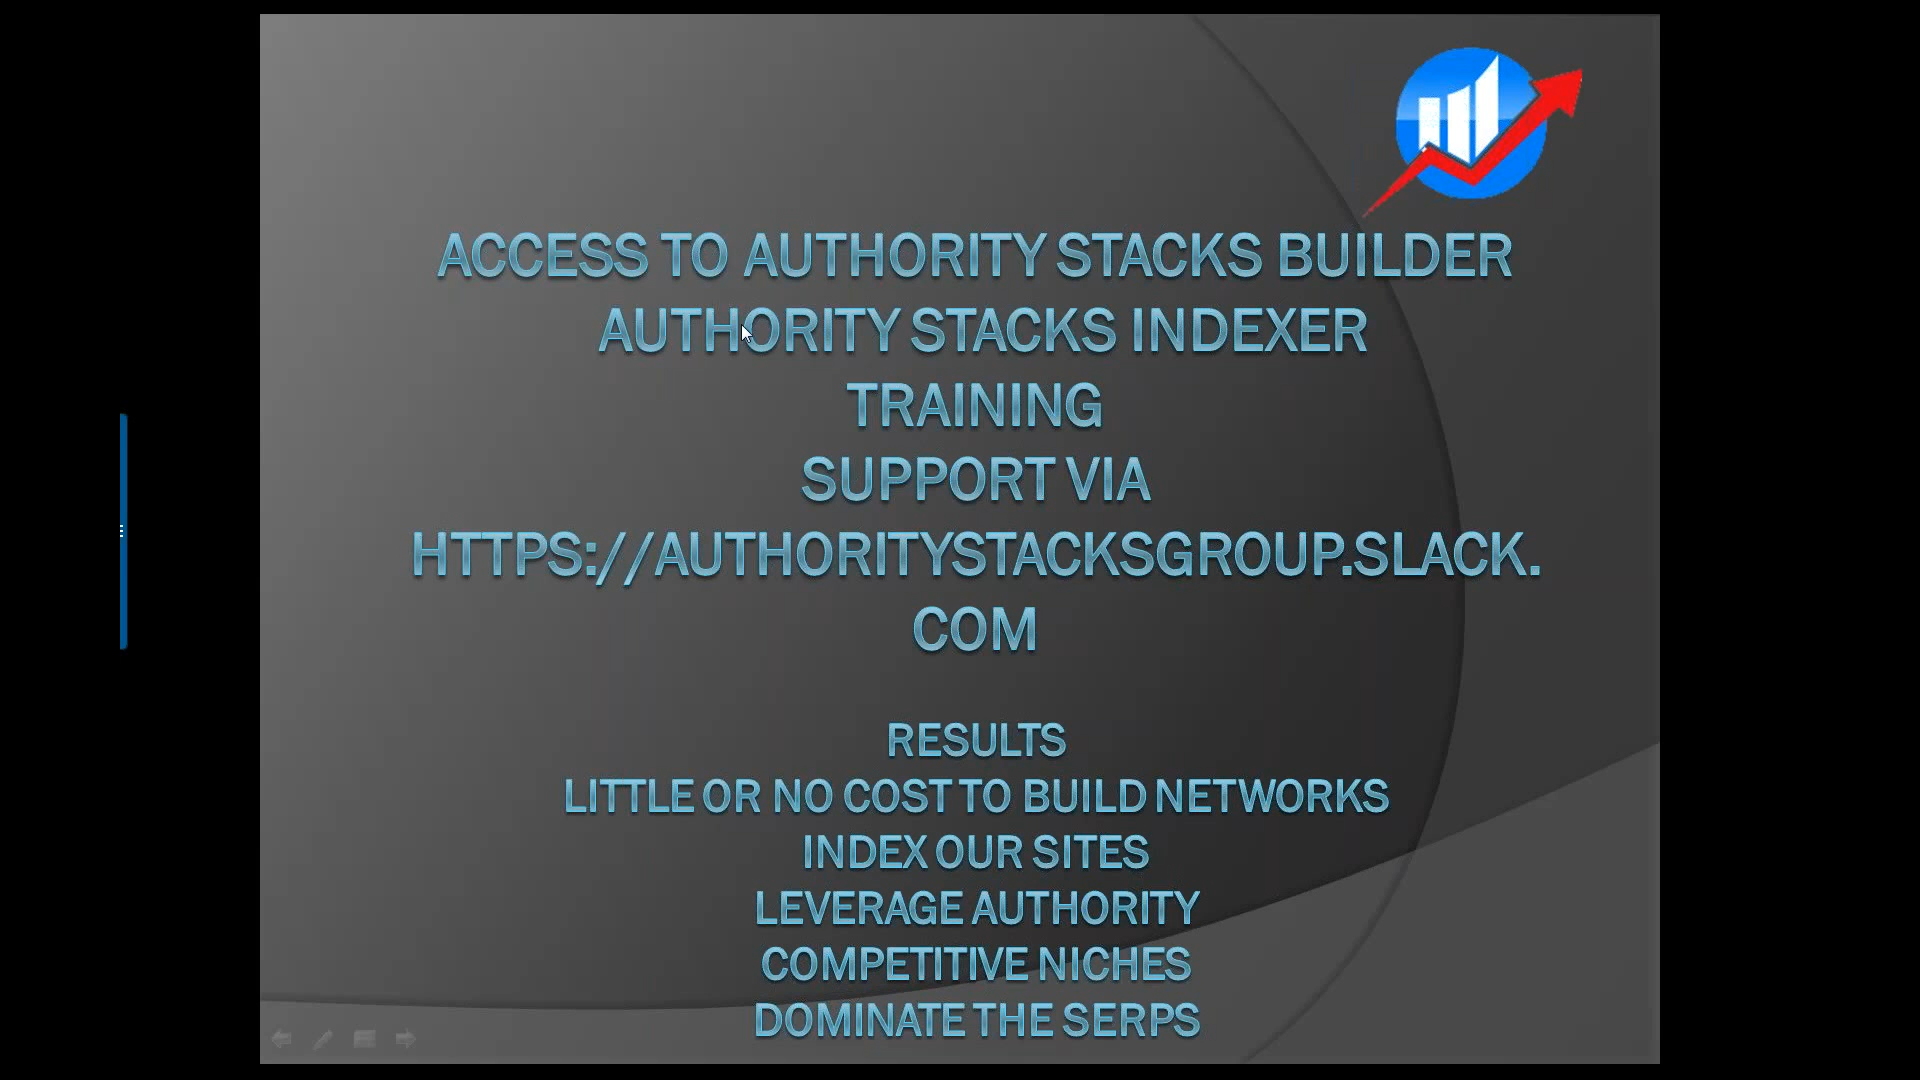 ACCESS TO AUTHORITY STACKS BUILDER
AUTHORITY STACKS INDEXER
TRAINING
SUPPORT VIA
HTTPS://AUTHORITYSTACKSGROUP.SLACK.
COM
RESULTS
LITTLE OR NO COST TO BUILD NETWORKS
INDEX OUR SITES
LEVERAGE AUTHORITY
COMPETITIVE NICHES
DOMINATE THE SERPS